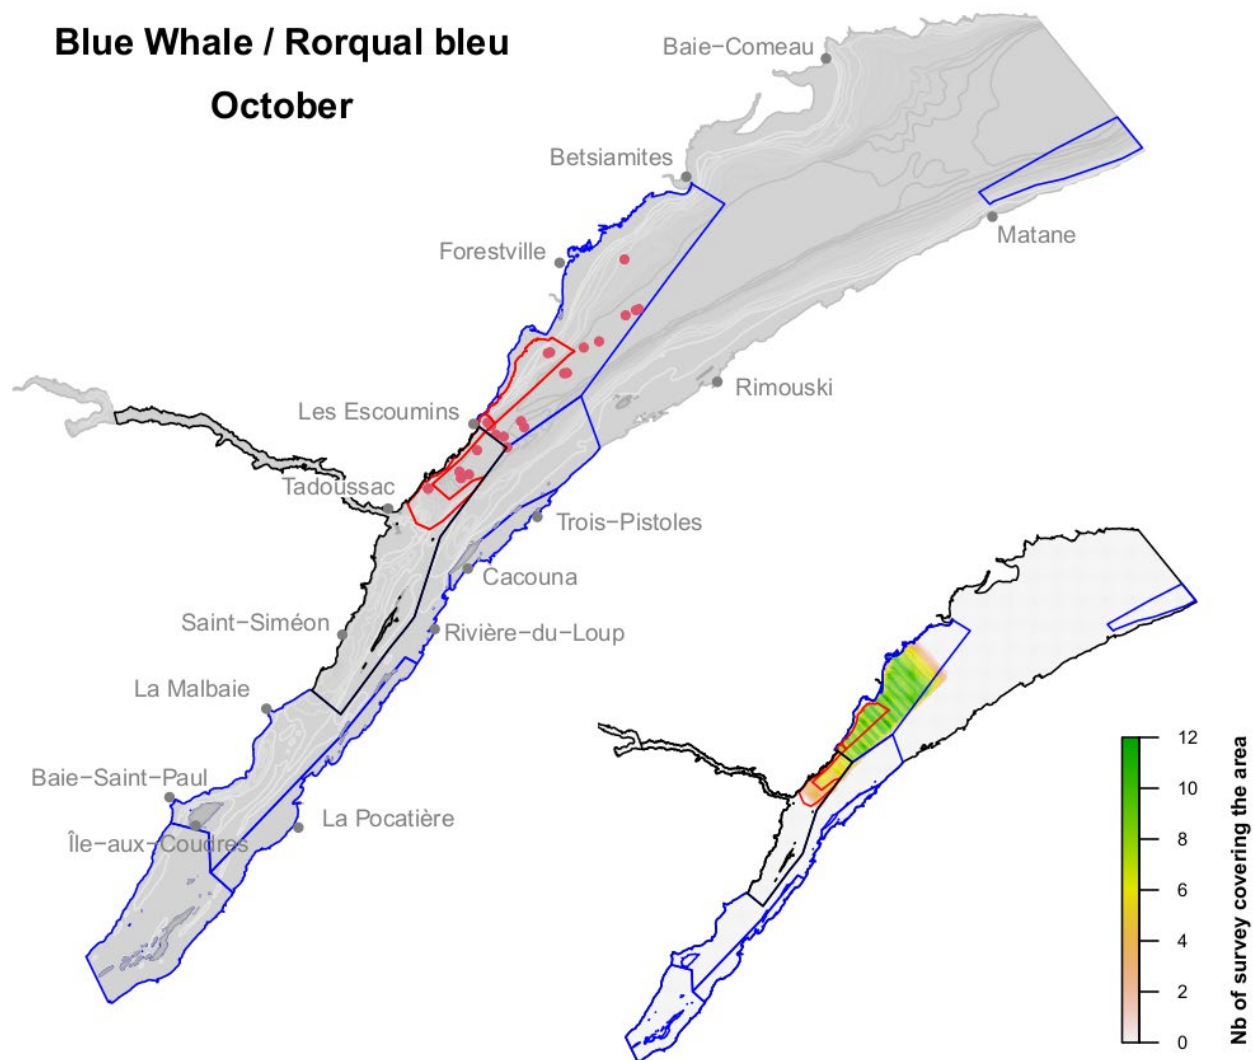 Blue Whale / Rorqual bleu
October
Baie−Comeau
Betsiamites
Forestville
Matane
Rimouski
Les Escoumins
Tadoussac
Trois−Pistoles
Cacouna
Saint−Siméon
Rivière−du−Loup
La Malbaie
Baie−Saint−Paul
La Pocatière
Île−aux−Coudres
12
10
8
6
4
2
0
Nb of survey covering the area